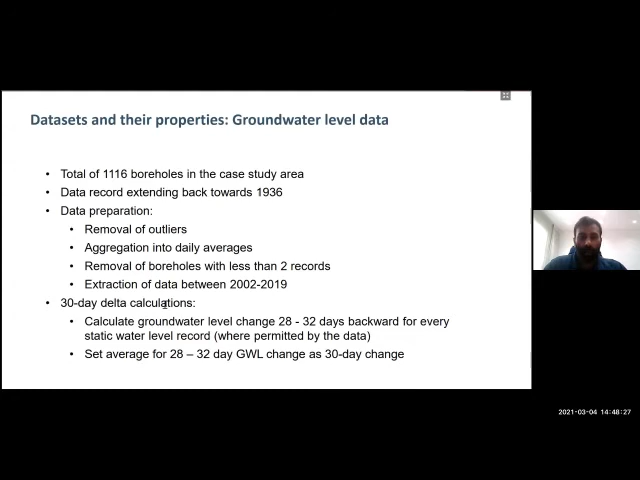 Datasets and their properties: Groundwater level data
• Total of 1116 boreholes in the case study area
• Data record extending back towards 1936
• Data preparation:
• Removal of outliers
• Aggregation into daily averages
• Removal of boreholes with less than 2 records
• Extraction of data between 2002-2019
• 30-day delta calculations:
• Calculate groundwater level change 28 - 32 days backward for every
static water level record (where permitted by the data)
• Set average for 28 – 32 day GWL change as 30-day change
2021-03-04 14:48:27